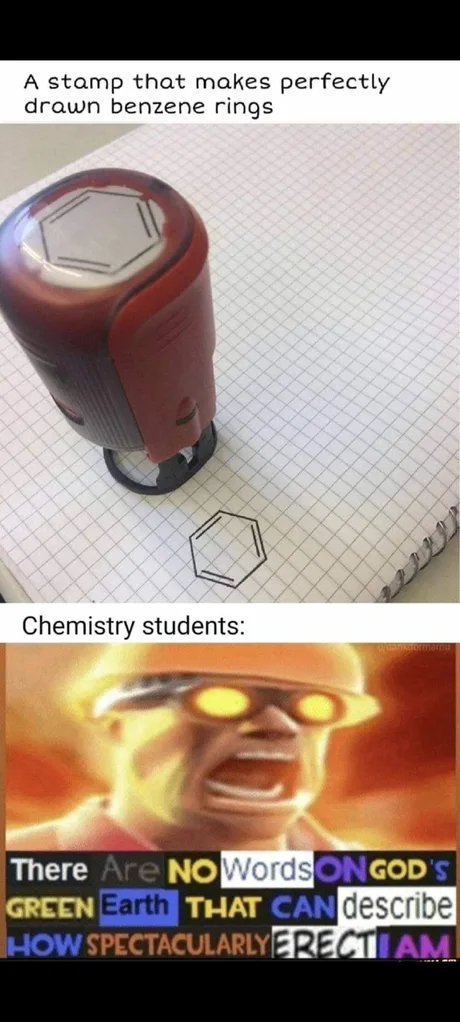 A stamp that makes perfectly
drawn benzene rings
Chemistry students:
There Are NO Words ON GOD'S
GREEN Earth THAT CAN describe
HOW SPECTACULARLY ERECT I AM